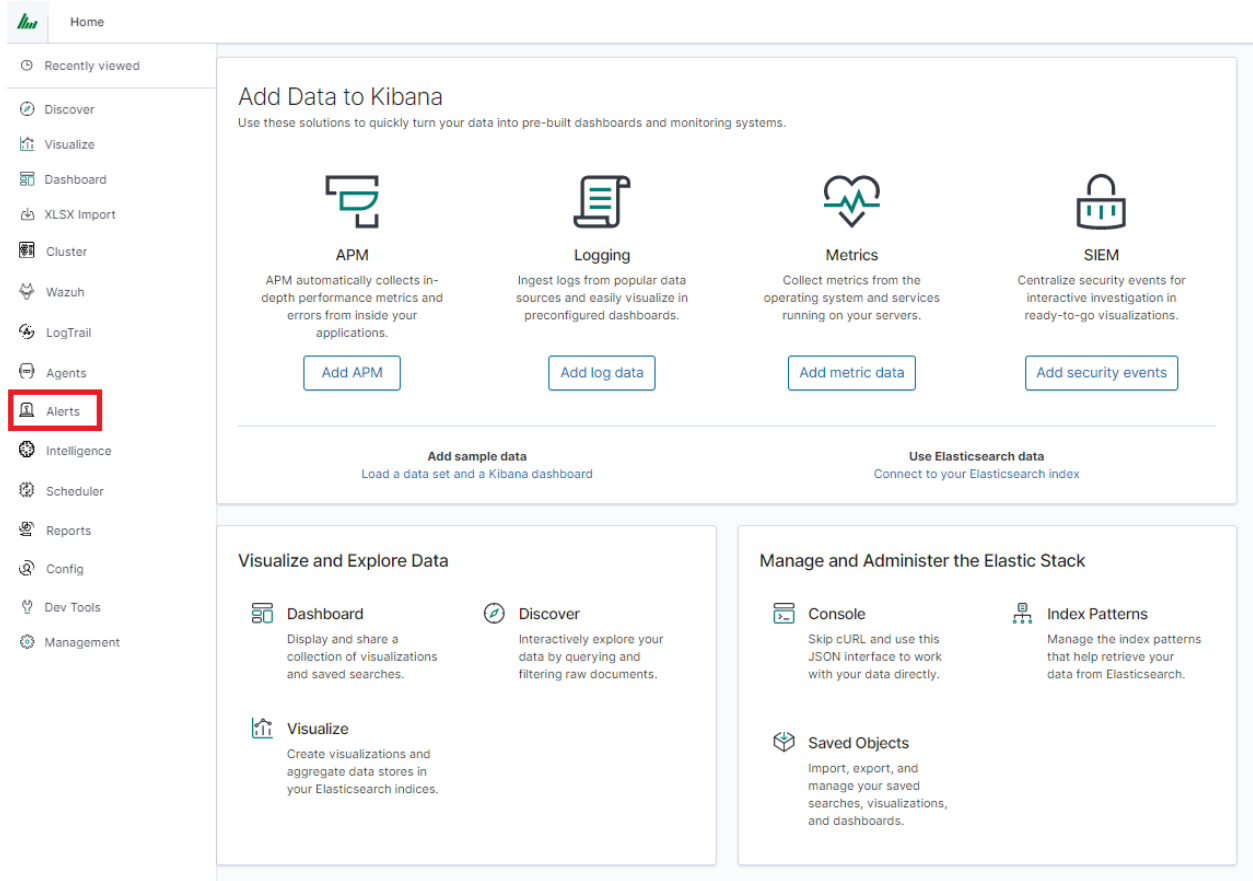 Home
Recently viewed
Discover
Visualize
Dashboard
XLSX Import
Cluster
Wazuh
LogTrail
Agents
Alerts
Intelligence
Scheduler
Reports
Config
Dev Tools
Management
Add Data to Kibana
Use these solutions to quickly turn your data into pre-built dashboards and monitoring systems.
APM
APM automatically collects in-
depth performance metrics and
errors from inside your
applications.
Add APM
Logging
Ingest logs from popular data
sources and easily visualize in
preconfigured dashboards.
Add log data
Metrics
Collect metrics from the
operating system and services
running on your servers.
Add metric data
SIEM
Centralize security events for
interactive investigation in
ready-to-go visualizations.
Add security events
Add sample data
Load a data set and a Kibana dashboard
Use Elasticsearch data
Connect to your Elasticsearch index
Visualize and Explore Data
Dashboard
Display and share a
collection of visualizations
and saved searches.
Discover
Interactively explore your
data by querying and
filtering raw documents.
Visualize
Create visualizations and
aggregate data stores in
your Elasticsearch indices.
Manage and Administer the Elastic Stack
Console
Skip cURL and use this
JSON interface to work
with your data directly.
Index Patterns
Manage the index patterns
that help retrieve your
data from Elasticsearch.
Saved Objects
Import, export, and
manage your saved
searches, visualizations,
and dashboards.